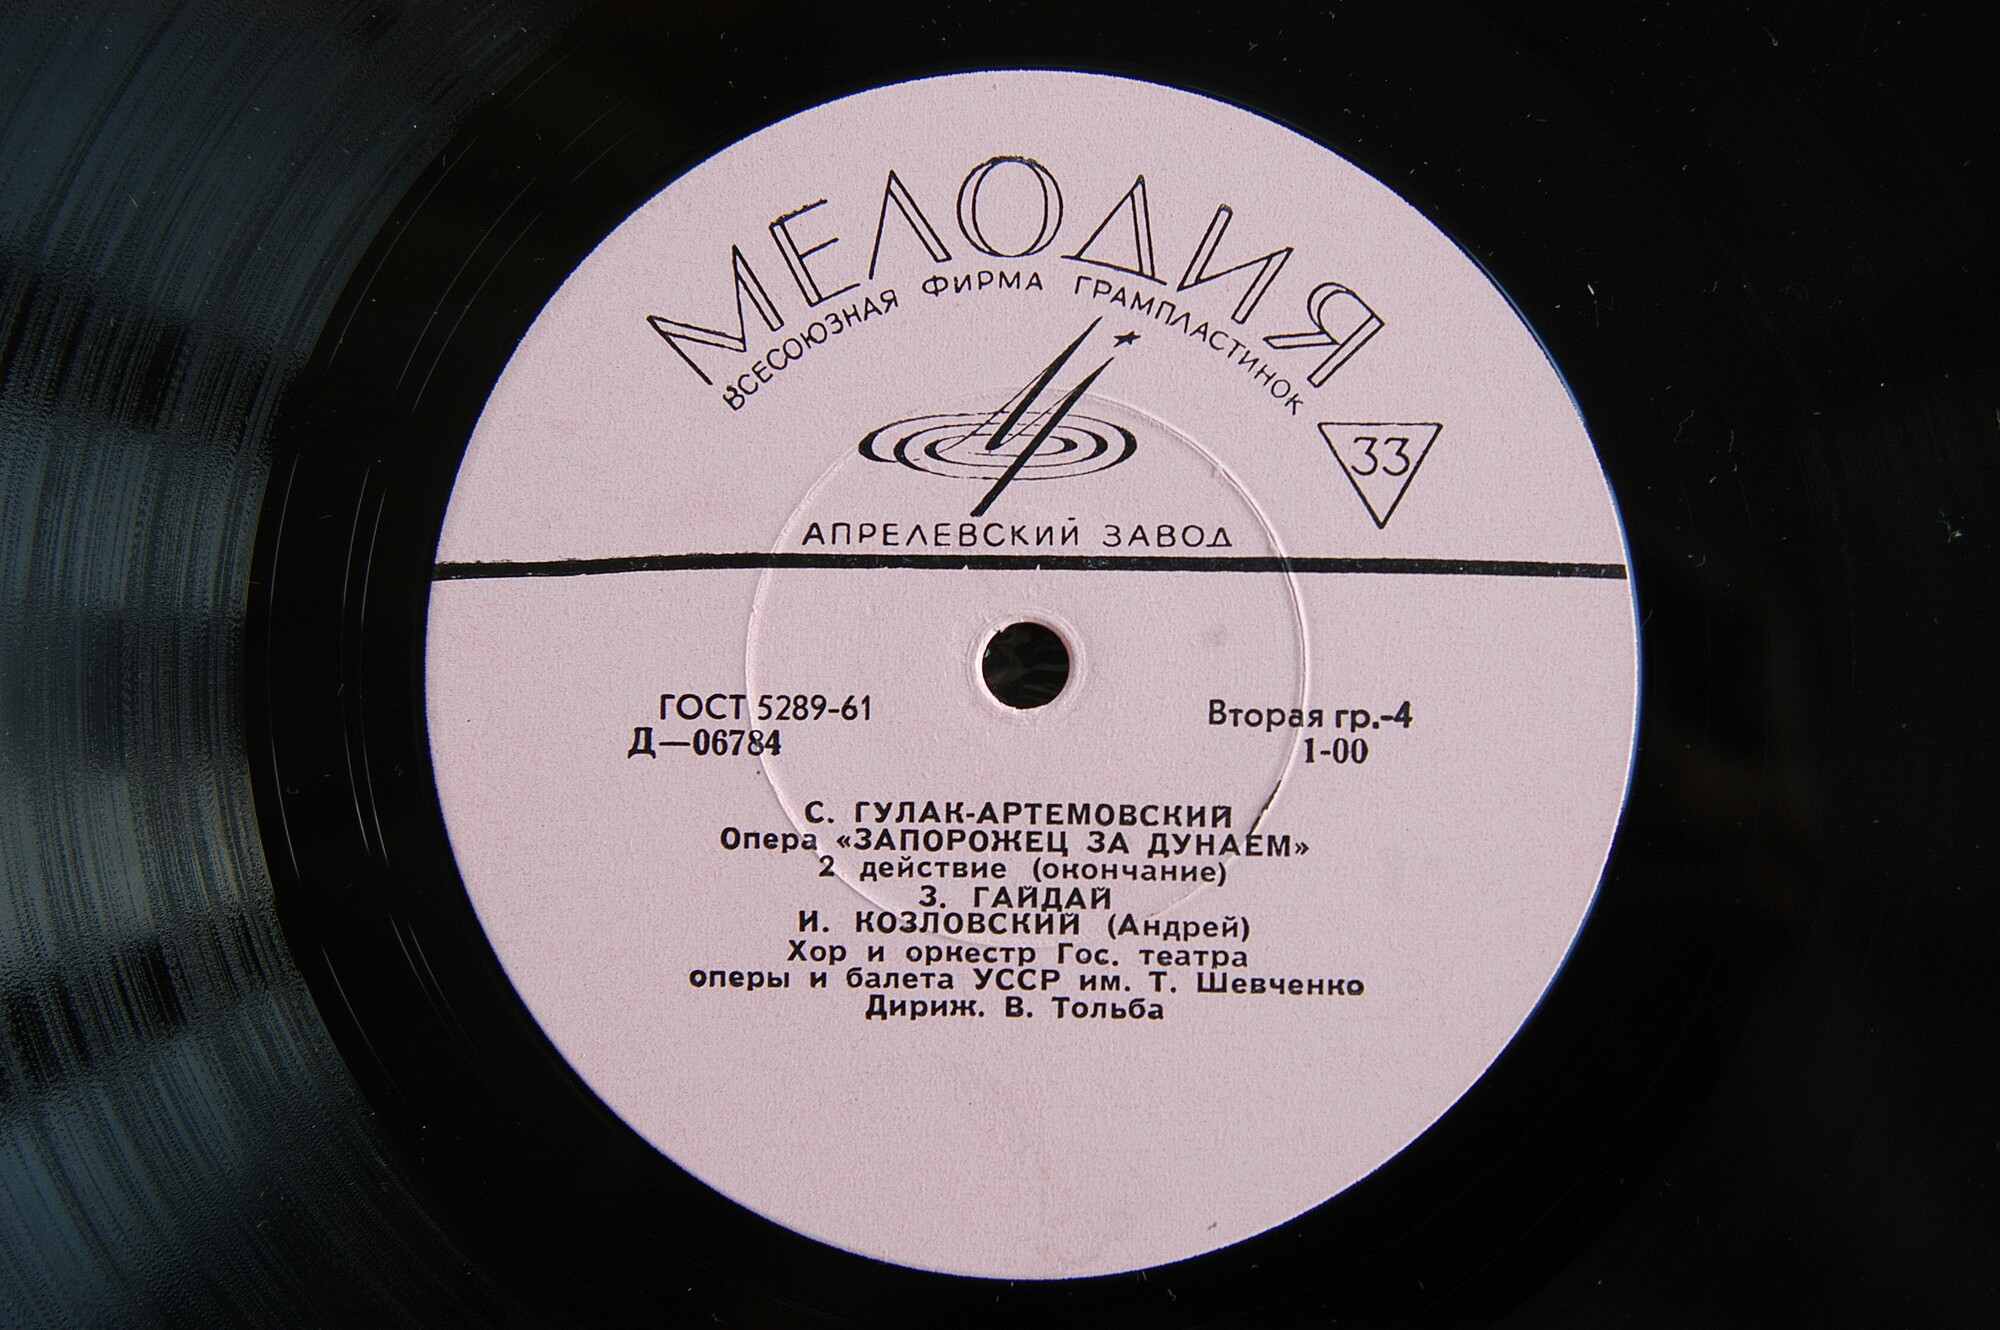 МЕЛОДИЯ
ВСЕСОЮЗНАЯ ФИРМА ГРАМПЛАСТИНОК
33
АПРЕЛЕВСКИЙ ЗАВОД
ГОСТ 5289-61
Д—06784
Вторая гр.-4
1-00
С. ГУЛАК-АРТЕМОВСКИЙ
Опера «ЗАПОРОЖЕЦ ЗА ДУНАЕМ»
2 действие (окончание)
З. ГАЙДАЙ
И. КОЗЛОВСКИЙ (Андрей)
Хор и оркестр Гос. театра
оперы и балета УССР им. Т. Шевченко
Дириж. В. Тольба